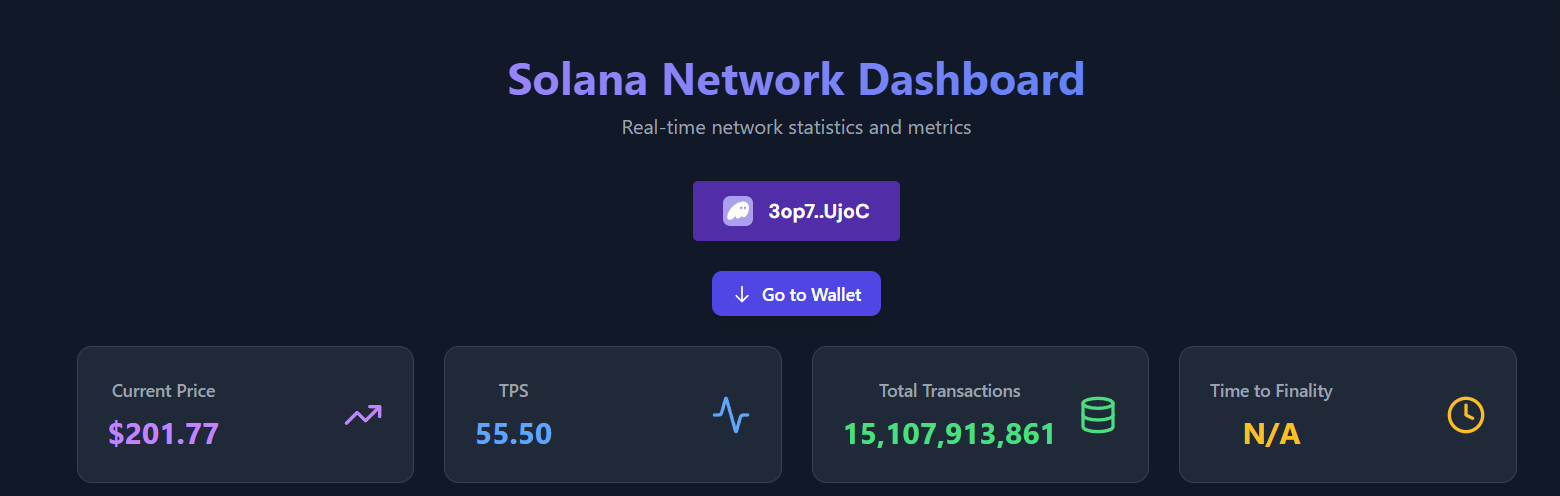 Solana Network Dashboard
Real-time network statistics and metrics
3op7..UjoC
Go to Wallet
Current Price
$201.77
TPS
55.50
Total Transactions
15,107,913,861
Time to Finality
N/A